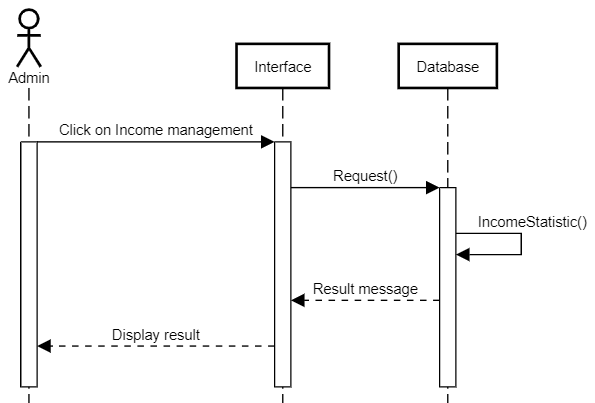 Admin
Interface
Database
Click on Income management
Request()
IncomeStatistic()
Result message
Display result